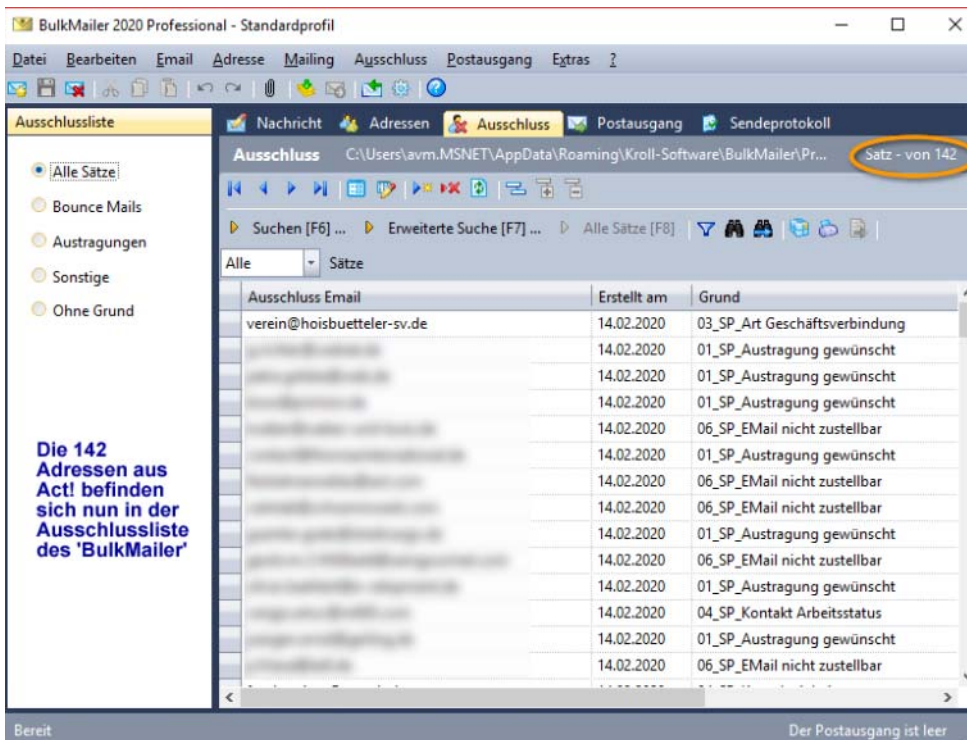 BulkMailer 2020 Professional - Standardprofil
Datei Bearbeiten Email Adresse Mailing Ausschluss Postausgang Extras ?
Ausschlussliste
Nachricht Adressen Ausschluss Postausgang Sendeprotokoll
Ausschluss C:\Users\avm.MSNET\AppData\Roaming\Kroll-Software\BulkMailer\Pr... Satz - von 142
Alle Sätze
Bounce Mails
Austragungen
Sonstige
Ohne Grund
Suchen [F6] ... Erweiterte Suche [F7] ... Alle Sätze [F8]
Alle Sätze
Ausschluss Email Erstellt am Grund
verein@hoisbuetteler-sv.de 14.02.2020 03_SP_Art Geschäftsverbindung
14.02.2020 01_SP_Austragung gewünscht
14.02.2020 01_SP_Austragung gewünscht
14.02.2020 01_SP_Austragung gewünscht
14.02.2020 06_SP_EMail nicht zustellbar
14.02.2020 01_SP_Austragung gewünscht
14.02.2020 06_SP_EMail nicht zustellbar
14.02.2020 06_SP_EMail nicht zustellbar
14.02.2020 01_SP_Austragung gewünscht
14.02.2020 06_SP_EMail nicht zustellbar
14.02.2020 01_SP_Austragung gewünscht
14.02.2020 04_SP_Kontakt Arbeitsstatus
14.02.2020 01_SP_Austragung gewünscht
14.02.2020 06_SP_EMail nicht zustellbar
Die 142
Adressen aus
Act! befinden
sich nun in der
Ausschlussliste
des 'BulkMailer'
Bereit Der Postausgang ist leer